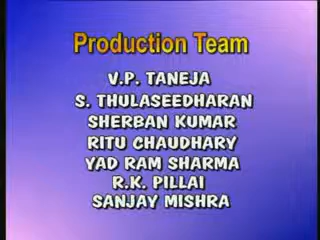 Production Team
V.P. TANEJA
S. THULASEEDHARAN
SHERBAN KUMAR
RITU CHAUDHARY
YAD RAM SHARMA
R.K. PILLAI
SANJAY MISHRA